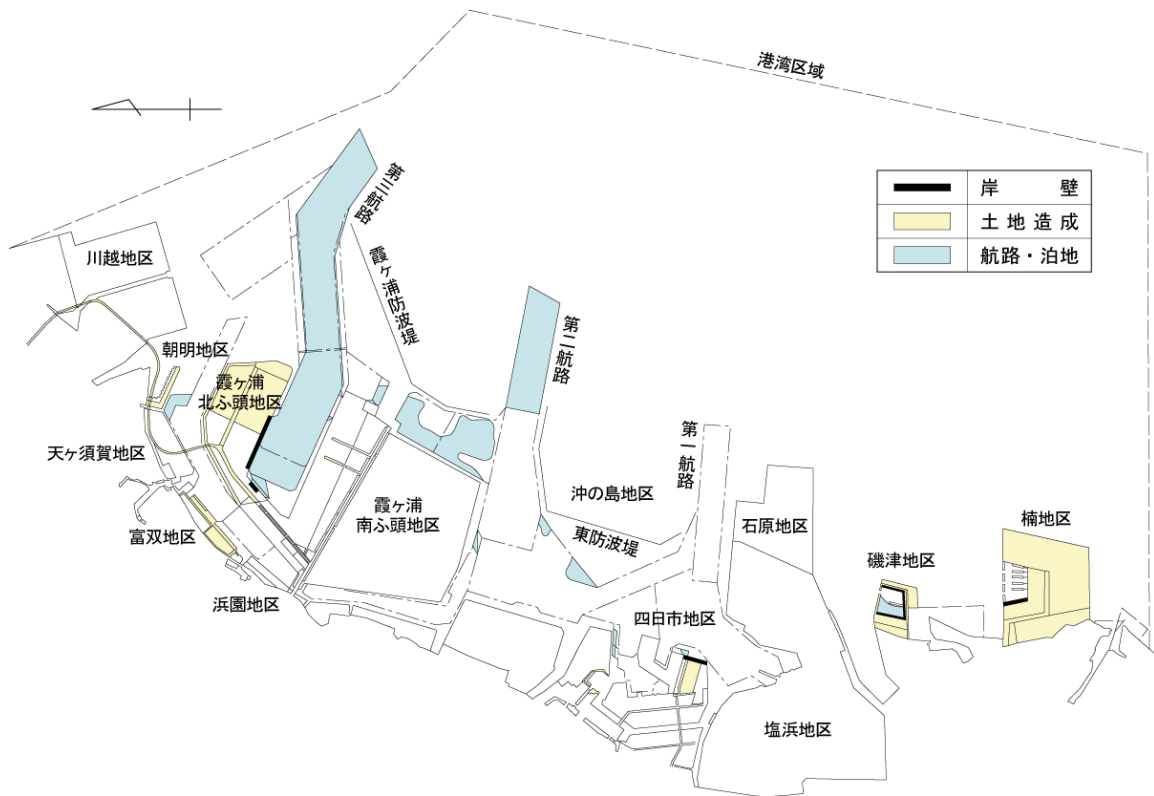 港湾区域
岸壁
土地造成
航路・泊地
第三航路
霞ヶ浦防波堤
川越地区
第二航路
朝明地区
霞ヶ浦
北ふ頭地区
天ヶ須賀地区
第一航路
沖の島地区
霞ヶ浦
南ふ頭地区
石原地区
楠地区
富双地区
東防波堤
磯津地区
浜園地区
四日市地区
塩浜地区